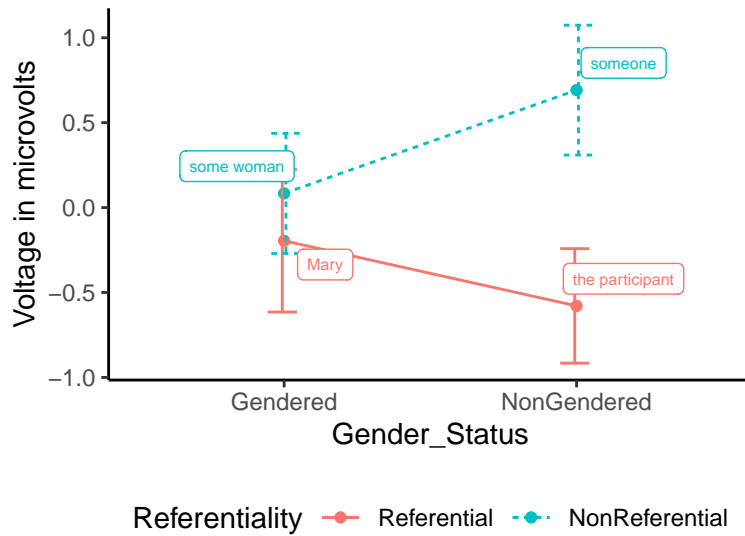 Voltage in microvolts
1.0
0.5
0.0
−0.5
−1.0
someone
some woman
Mary
the participant
Gendered
NonGendered
Gender_Status
Referentiality
Referential
NonReferential